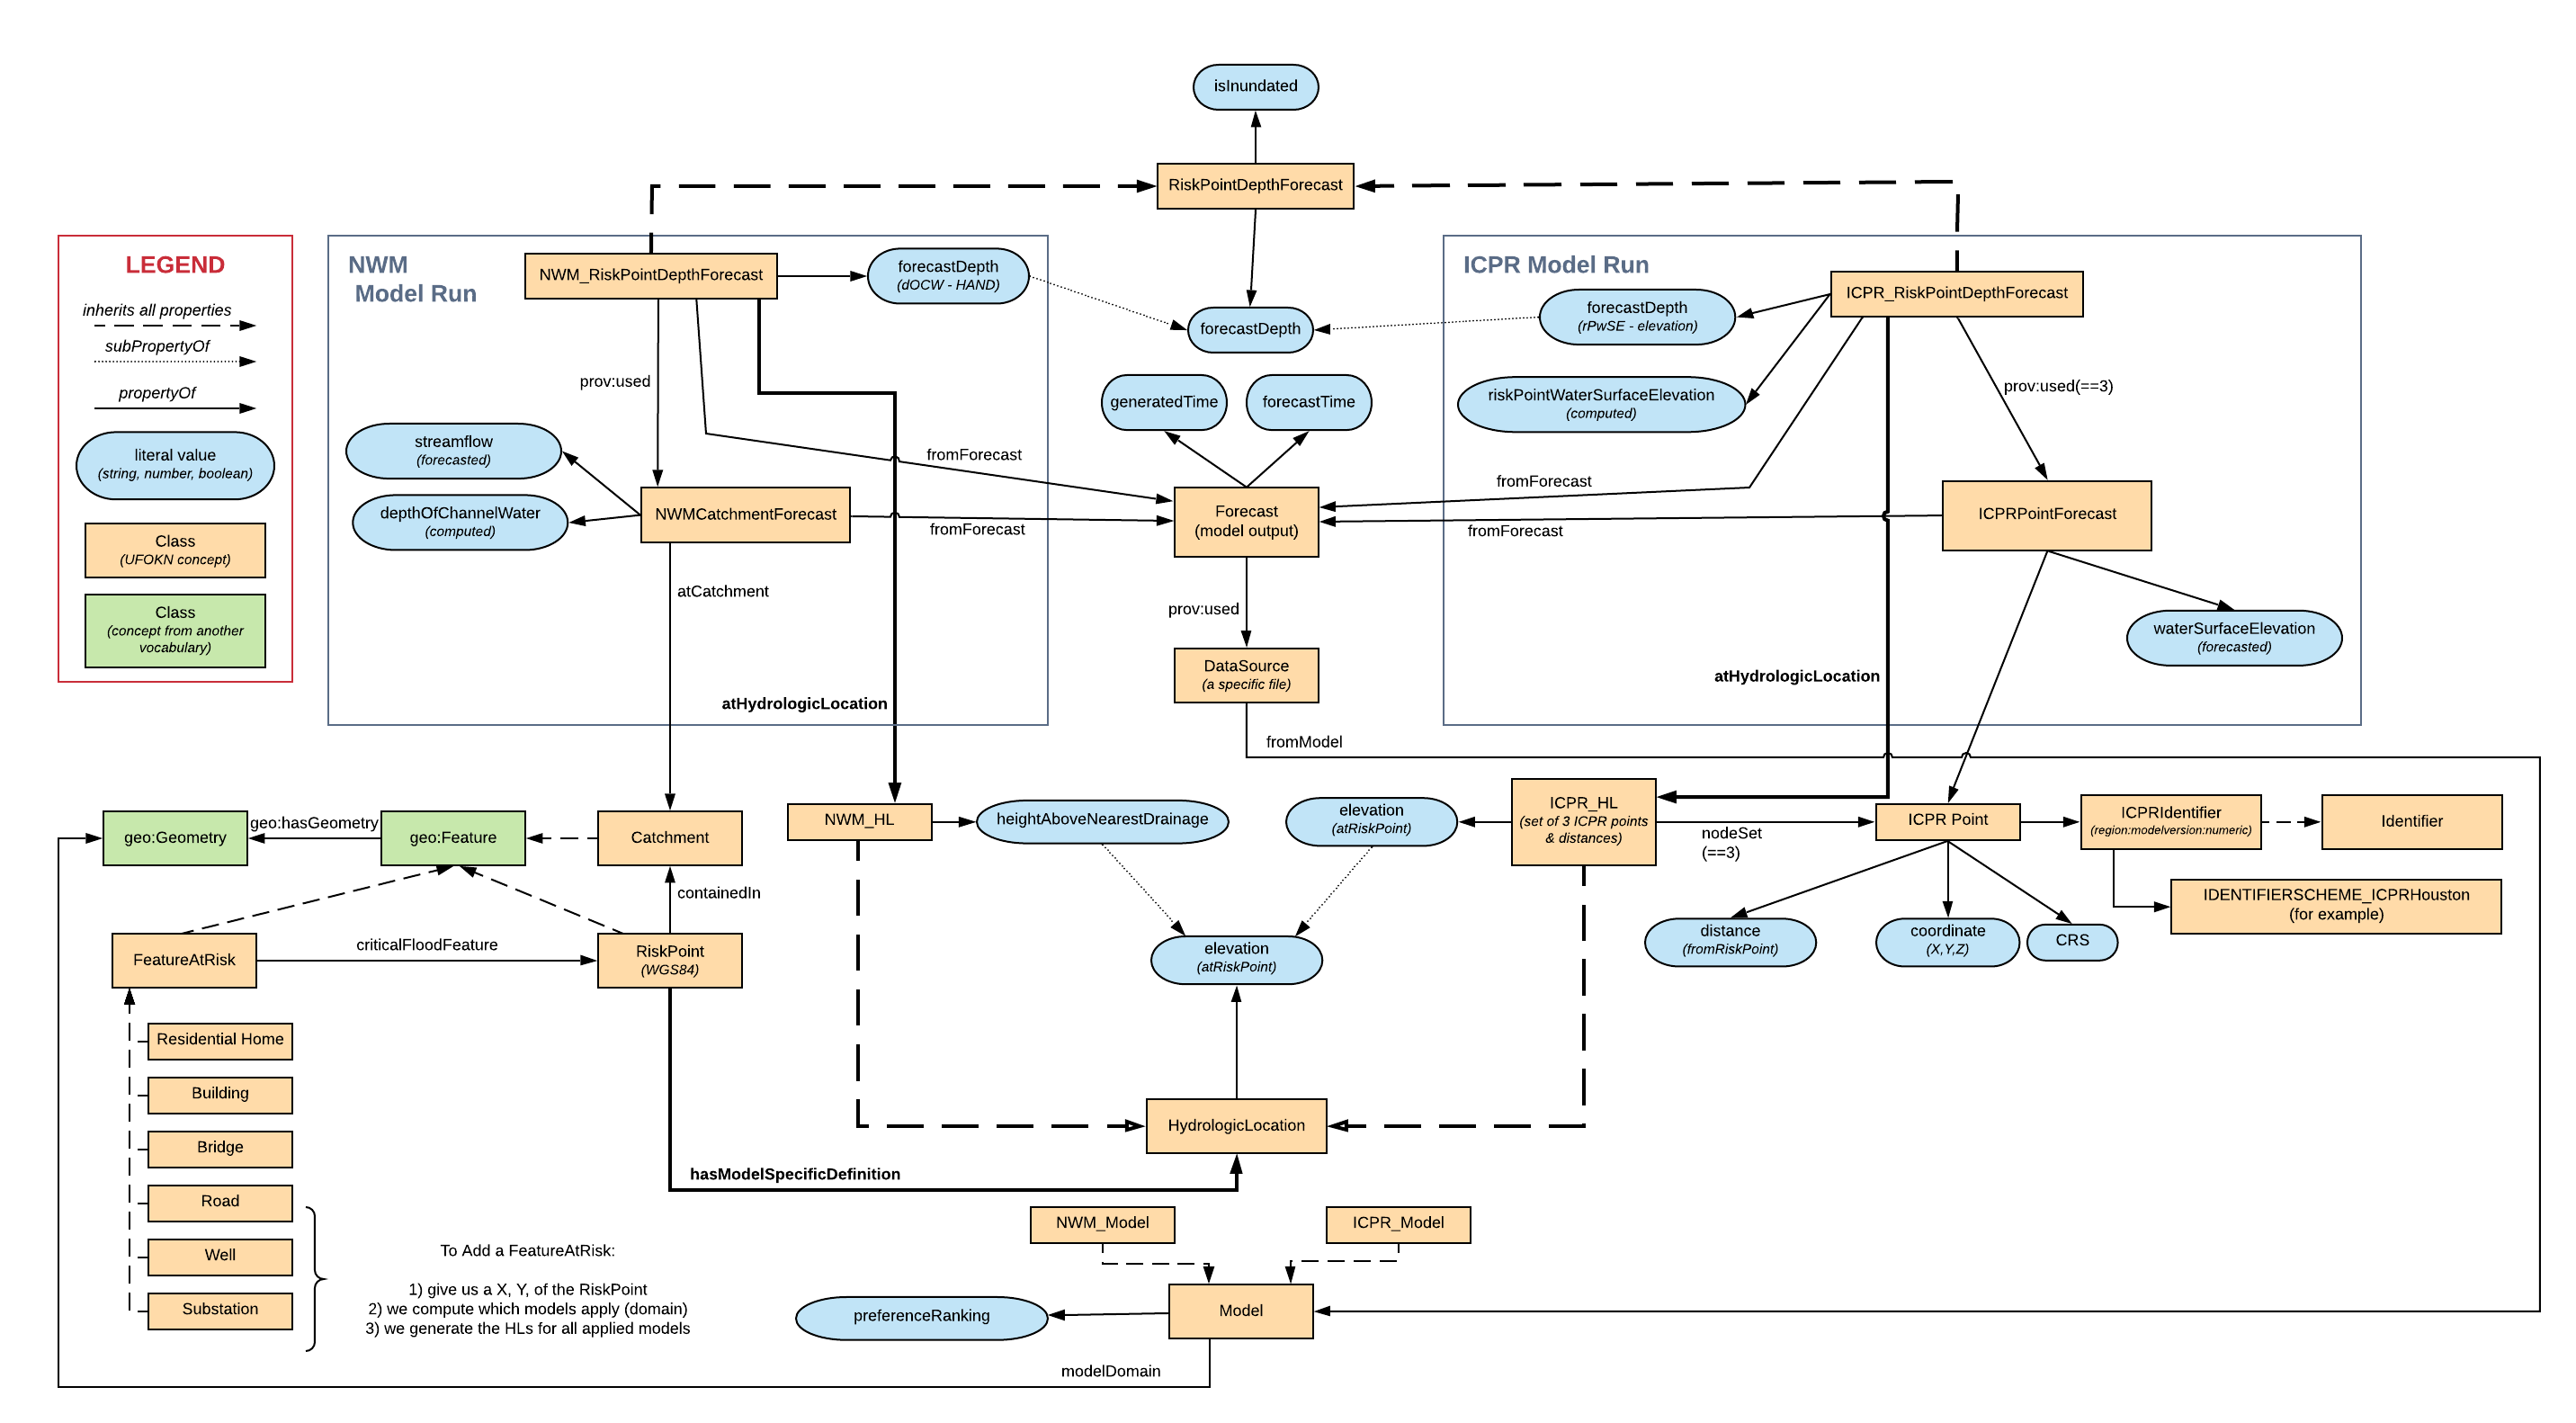 isInundated
RiskPointDepthForecast
LEGEND
inherits all properties
subPropertyOf
propertyOf
literal value
(string, number, boolean)
Class
(UFOKN concept)
Class
(concept from another
vocabulary)
NWM
Model Run
NWM_RiskPointDepthForecast
forecastDepth
(dOCW - HAND)
prov:used
streamflow
(forecasted)
depthOfChannelWater
(computed)
NWMCatchmentForecast
fromForecast
fromForecast
atCatchment
atHydrologicLocation
forecastDepth
generatedTime
forecastTime
Forecast
(model output)
prov:used
DataSource
(a specific file)
fromModel
ICPR Model Run
ICPR_RiskPointDepthForecast
forecastDepth
(rPwSE - elevation)
riskPointWaterSurfaceElevation
(computed)
prov:used(==3)
fromForecast
fromForecast
ICPRPointForecast
waterSurfaceElevation
(forecasted)
atHydrologicLocation
geo:Geometry
geo:hasGeometry
geo:Feature
Catchment
containedIn
FeatureAtRisk
criticalFloodFeature
RiskPoint
(WGS84)
NWM_HL
heightAboveNearestDrainage
elevation
(atRiskPoint)
ICPR_HL
(set of 3 ICPR points
& distances)
nodeSet
(==3)
ICPR Point
ICPRIdentifier
(region:modelversion:numeric)
Identifier
IDENTIFIERSCHEME_ICPRHouston
(for example)
distance
(fromRiskPoint)
coordinate
(X,Y,Z)
CRS
elevation
(atRiskPoint)
HydrologicLocation
hasModelSpecificDefinition
Residential Home
Building
Bridge
Road
Well
Substation
To Add a FeatureAtRisk:
1) give us a X, Y, of the RiskPoint
2) we compute which models apply (domain)
3) we generate the HLs for all applied models
NWM_Model
ICPR_Model
Model
preferenceRanking
modelDomain